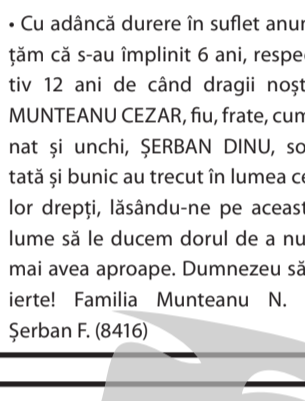 • Cu adâncă durere în suflet anun
țăm că s-au împlinit 6 ani, respec
tiv 12 ani de când dragii noșt
MUNTEANU CEZAR, fiu, frate, cum
nat și unchi, ȘERBAN DINU, so
tată și bunic au trecut în lumea ce
lor drepți, lăsându-ne pe aceast
lume să le ducem dorul de a nu
mai avea aproape. Dumnezeu să
ierte! Familia Munteanu N.
Șerban F. (8416)